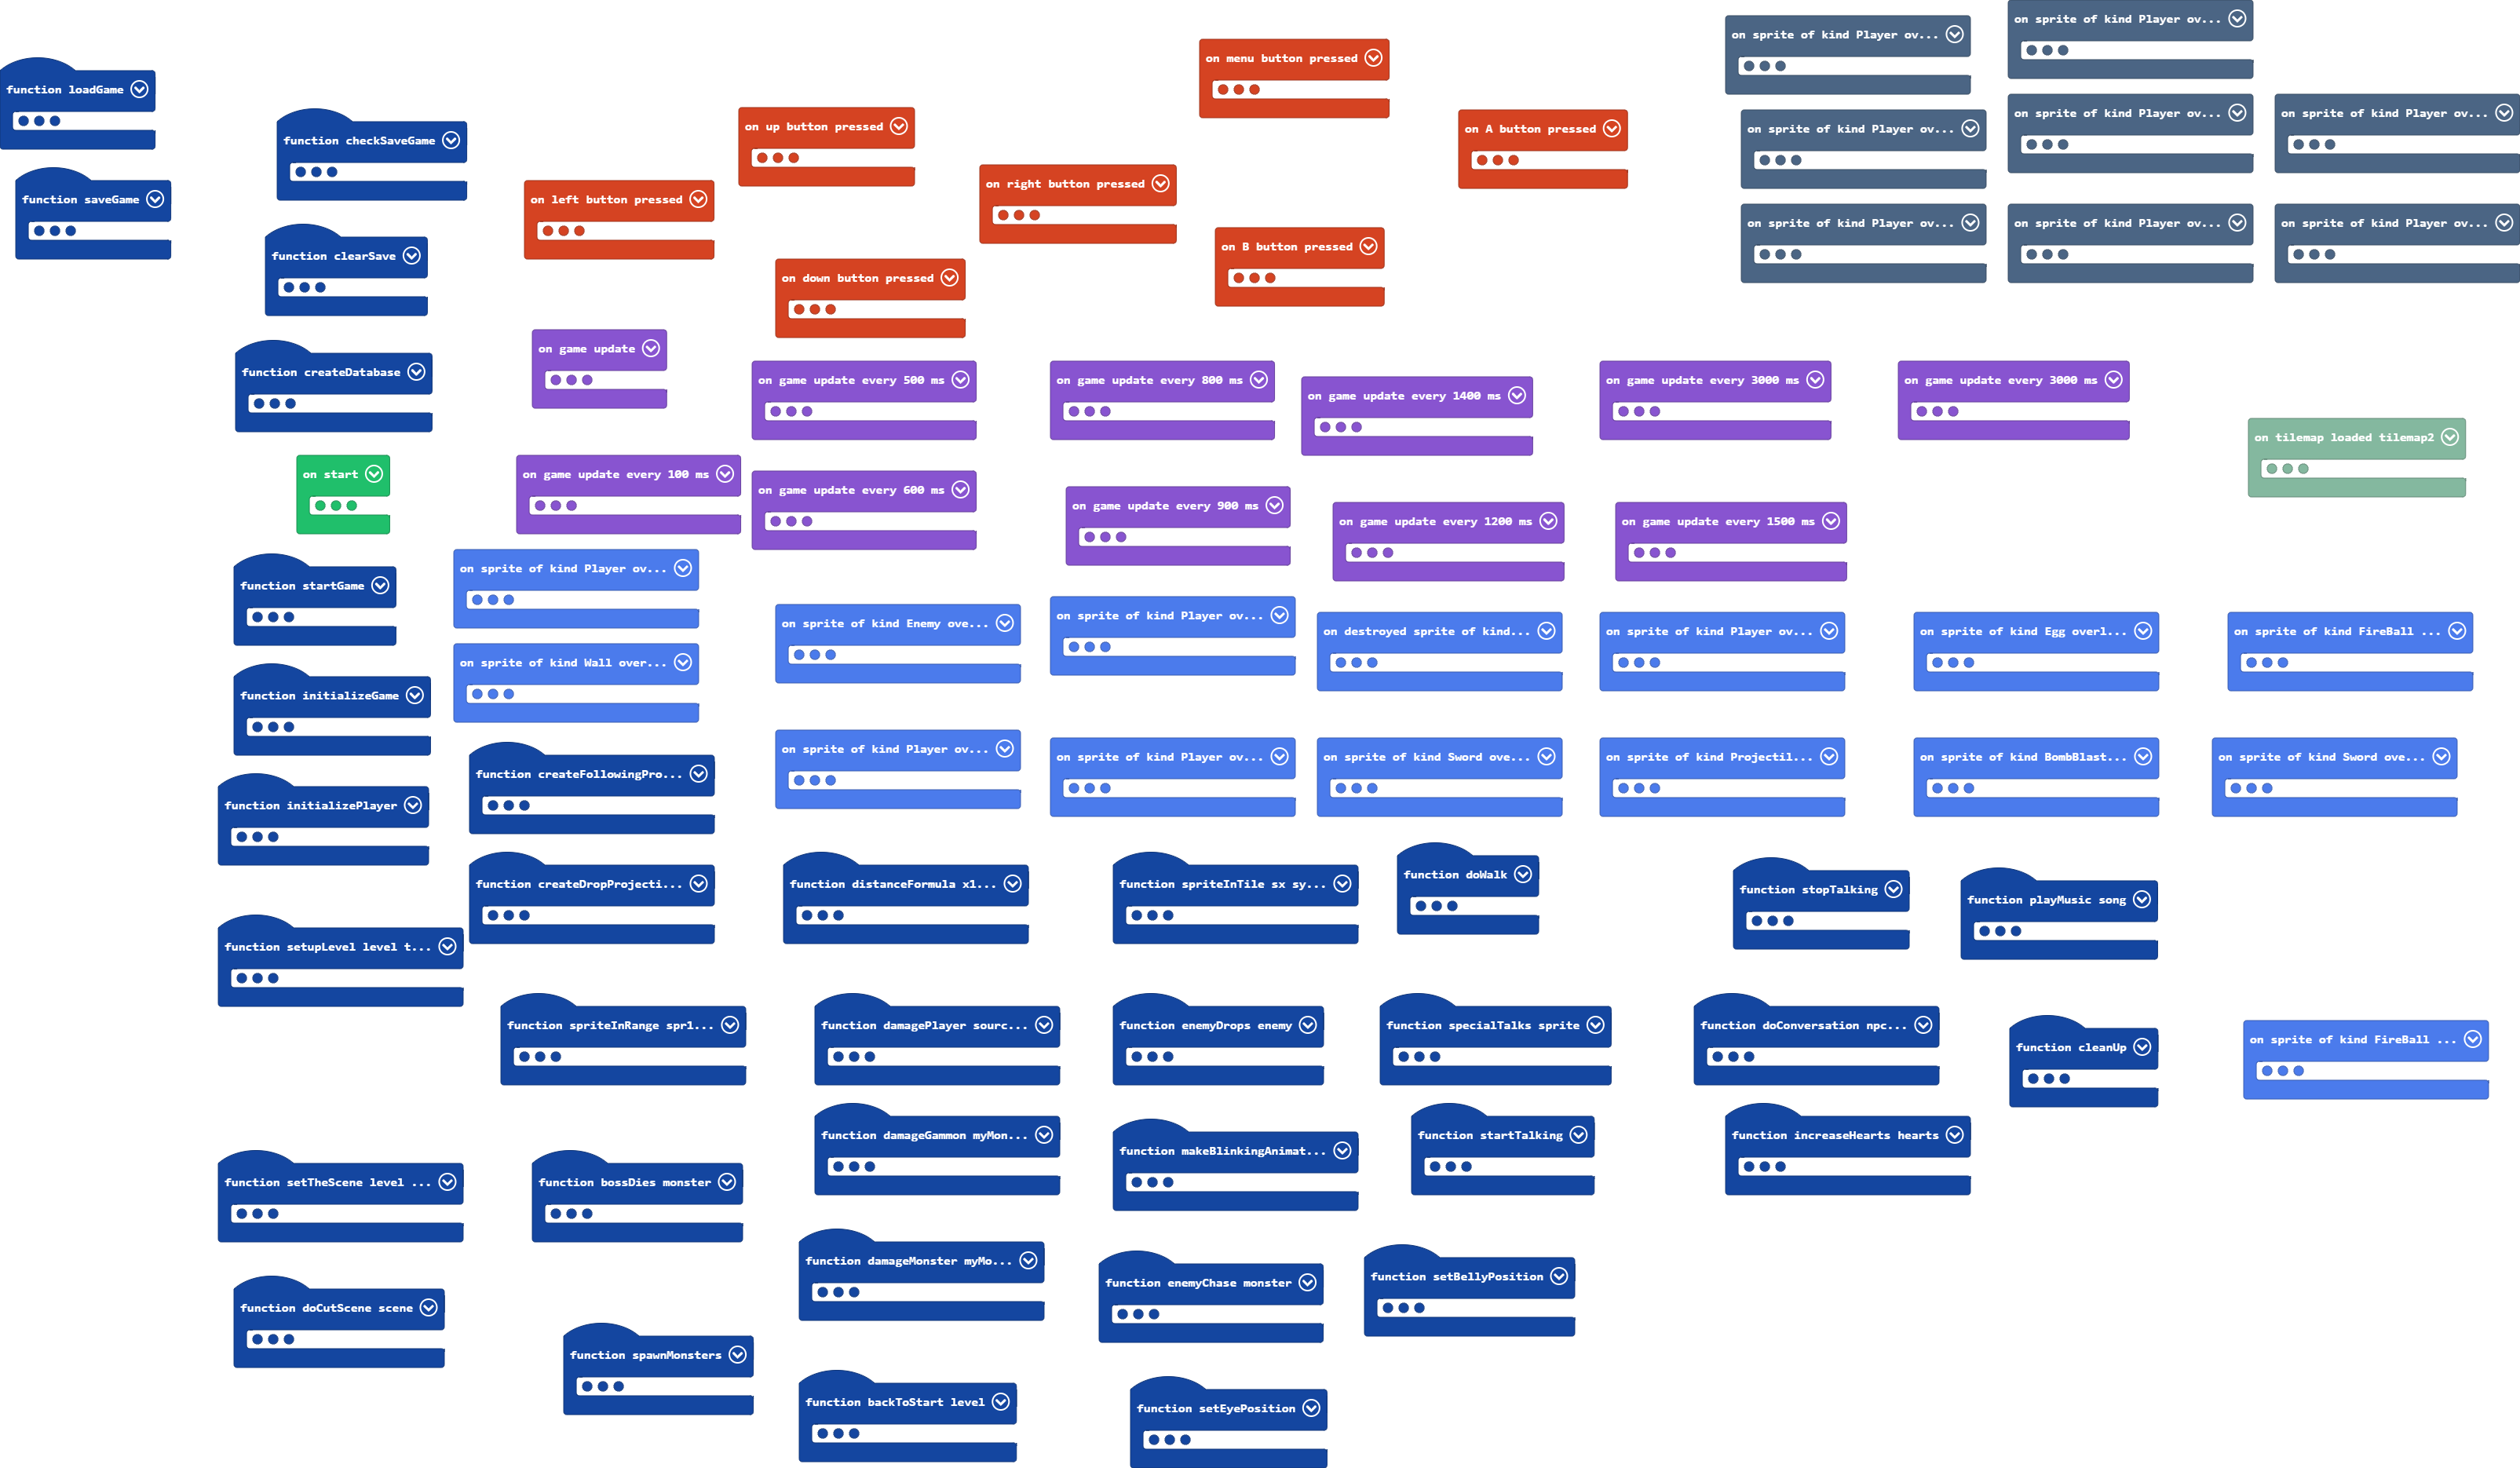 function loadGame
function saveGame
function checkSaveGame
function clearSave
function createDatabase
on start
function startGame
function initializeGame
function initializePlayer
function setupLevel level t...
function setTheScene level ...
function doCutScene scene
on left button pressed
on up button pressed
on down button pressed
on right button pressed
on menu button pressed
on B button pressed
on A button pressed
on sprite of kind Player ov...
on sprite of kind Player ov...
on sprite of kind Player ov...
on sprite of kind Player ov...
on sprite of kind Player ov...
on sprite of kind Player ov...
on sprite of kind Player ov...
on sprite of kind Player ov...
on game update
on game update every 500 ms
on game update every 800 ms
on game update every 1400 ms
on game update every 3000 ms
on game update every 3000 ms
on tilemap loaded tilemap2
on game update every 100 ms
on game update every 600 ms
on game update every 900 ms
on game update every 1200 ms
on game update every 1500 ms
on sprite of kind Player ov...
on sprite of kind Wall over...
on sprite of kind Enemy ove...
on sprite of kind Player ov...
on destroyed sprite of kind...
on sprite of kind Player ov...
on sprite of kind Egg overl...
on sprite of kind FireBall ...
on sprite of kind Player ov...
on sprite of kind Player ov...
on sprite of kind Sword ove...
on sprite of kind Projectil...
on sprite of kind BombBlast...
on sprite of kind Sword ove...
function createFollowingPro...
function createDropProjecti...
function distanceFormula x1...
function spriteInTile sx sy...
function doWalk
function stopTalking
function playMusic song
function spriteInRange spr1...
function damagePlayer sourc...
function enemyDrops enemy
function specialTalks sprite
function doConversation npc...
function cleanUp
on sprite of kind FireBall ...
function damageGammon myMon...
function makeBlinkingAnimat...
function startTalking
function increaseHearts hearts
function bossDies monster
function damageMonster myMo...
function enemyChase monster
function setBellyPosition
function spawnMonsters
function backToStart level
function setEyePosition